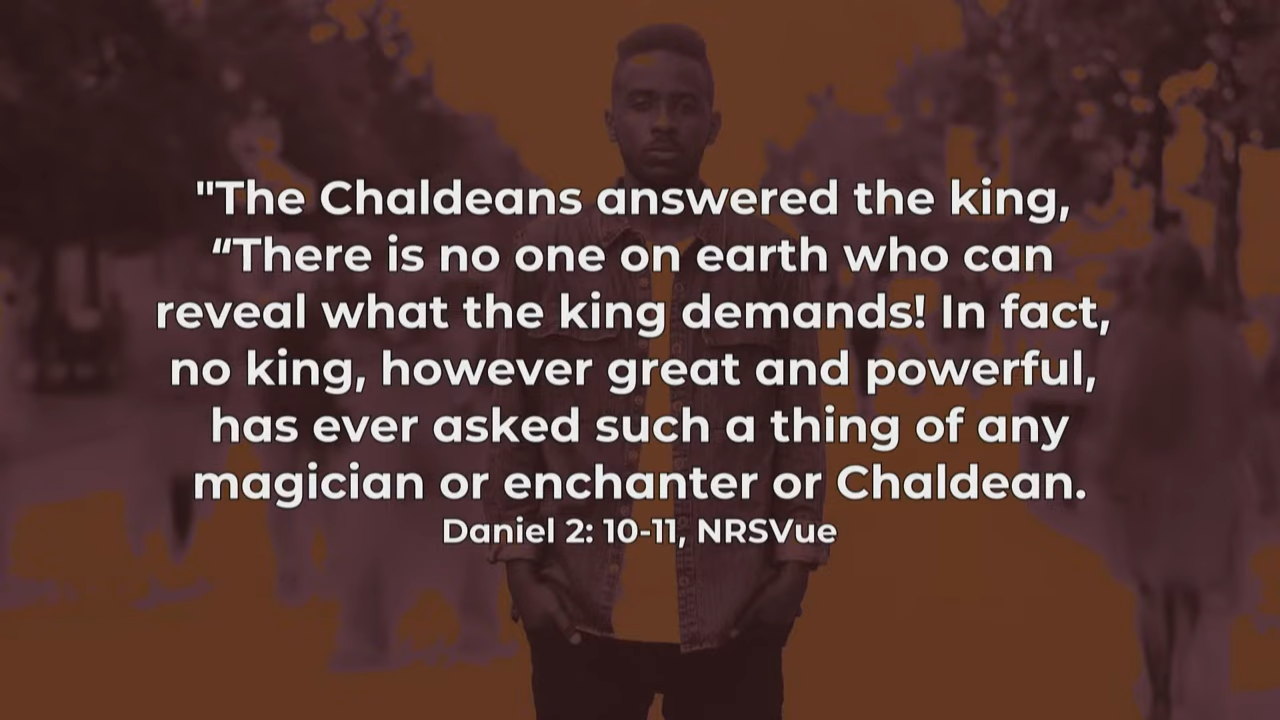 "The Chaldeans answered the king,
“There is no one on earth who can
reveal what the king demands! In fact,
no king, however great and powerful,
has ever asked such a thing of any
magician or enchanter or Chaldean.
Daniel 2: 10-11, NRSVue